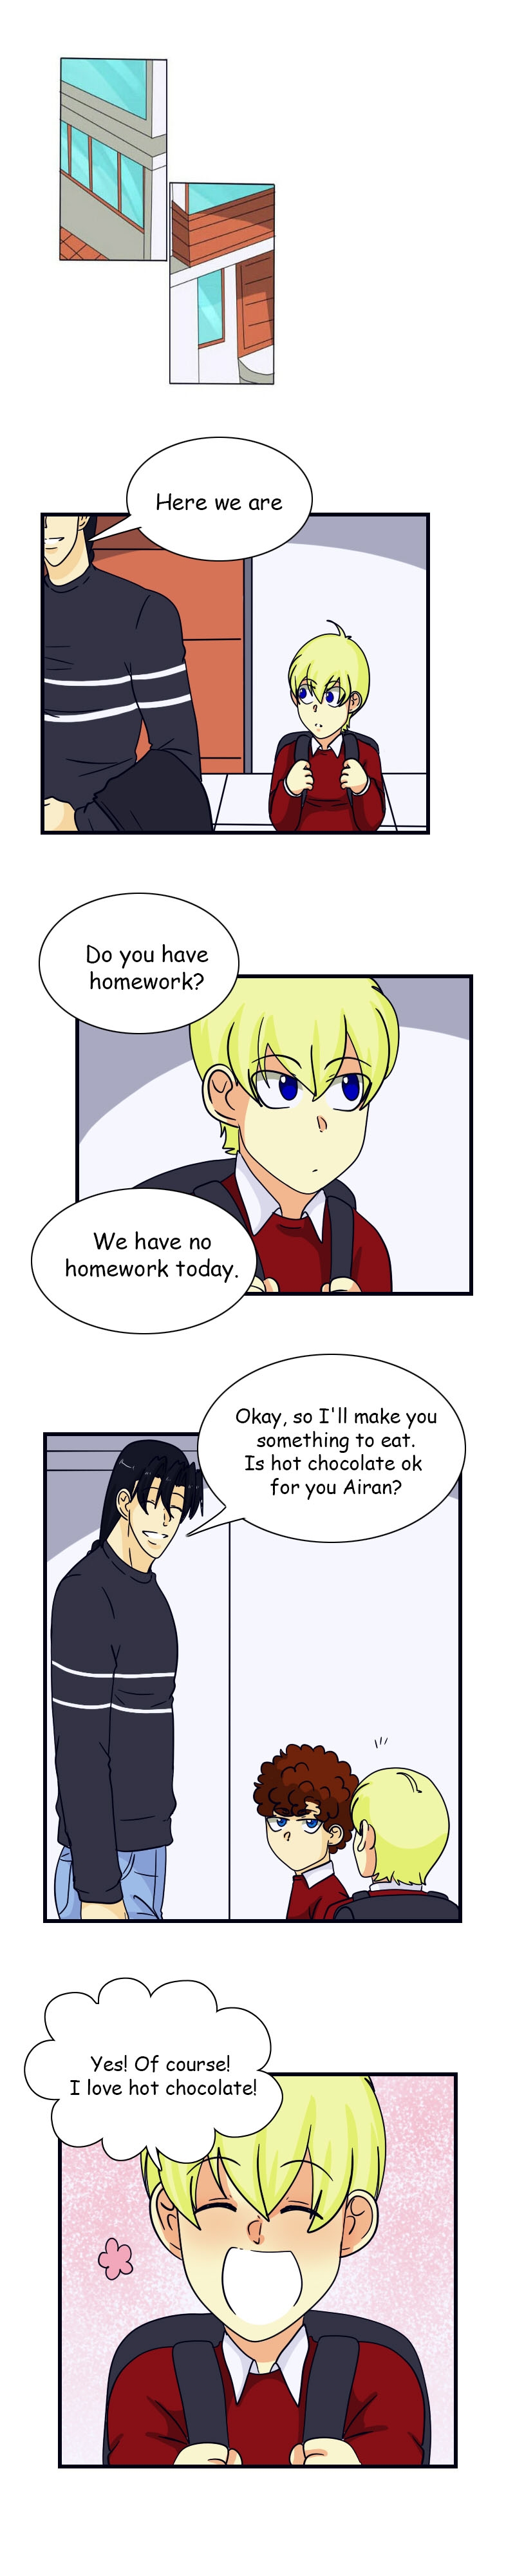 Here we are
Do you have
homework?
We have no
homework today.
Okay, so I'll make you
something to eat.
Is hot chocolate ok
for you Airan?
Yes! Of course!
I love hot chocolate!